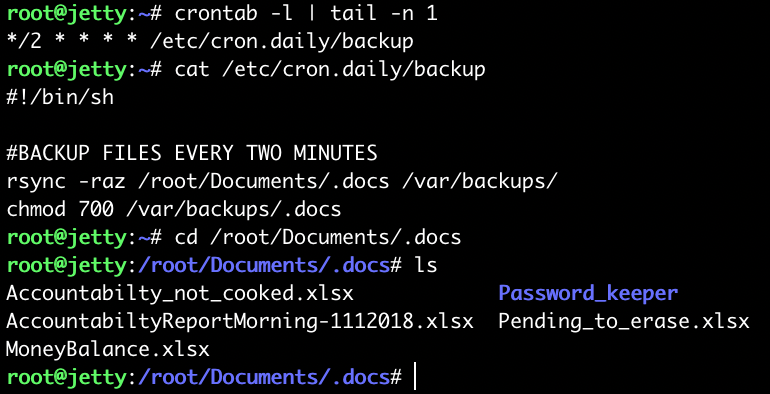 root@jetty:~# crontab -l | tail -n 1
*/2 * * * * /etc/cron.daily/backup
root@jetty:~# cat /etc/cron.daily/backup
#!/bin/sh
#BACKUP FILES EVERY TWO MINUTES
rsync -raz /root/Documents/.docs /var/backups/
chmod 700 /var/backups/.docs
root@jetty:~# cd /root/Documents/.docs
root@jetty:/root/Documents/.docs# ls
Accountabilty_not_cooked.xlsx Password_keeper
AccountabiltyReportMorning-1112018.xlsx Pending_to_erase.xlsx
MoneyBalance.xlsx
root@jetty:/root/Documents/.docs#